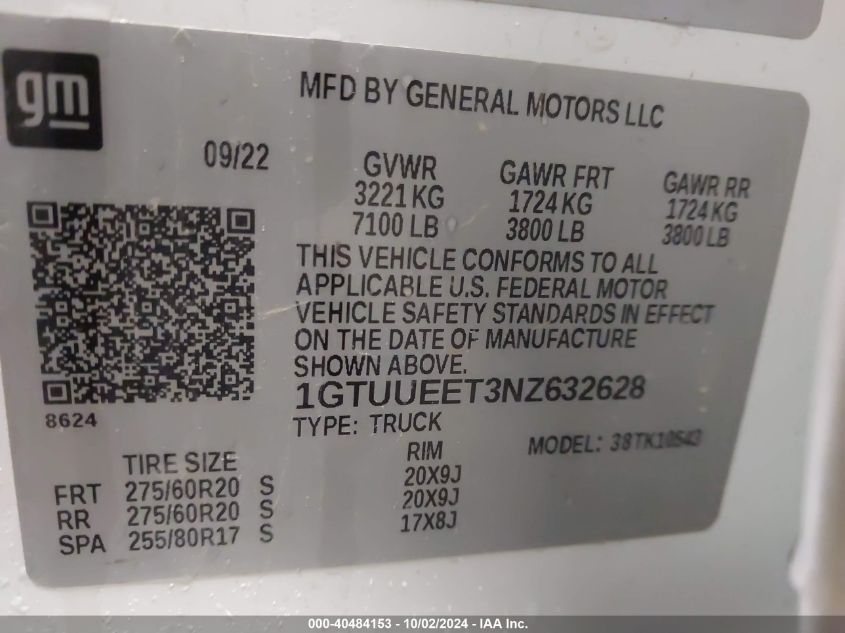 gm
MFD BY GENERAL MOTORS LLC
09/22
GVWR GAWR FRT GAWR RR
3221 KG 1724 KG 1724 KG
7100 LB 3800 LB 3800 LB
THIS VEHICLE CONFORMS TO ALL
APPLICABLE U.S. FEDERAL MOTOR
VEHICLE SAFETY STANDARDS IN EFFECT
ON THE DATE OF MANUFACTURE
SHOWN ABOVE.
1GTUUEET3NZ632628
8624
TYPE: TRUCK MODEL: 38TK10543
TIRE SIZE RIM
FRT 275/60R20 S 20X9J
RR 275/60R20 S 20X9J
SPA 255/80R17 S 17X8J
000-40484153 - 10/02/2024 - IAA Inc.